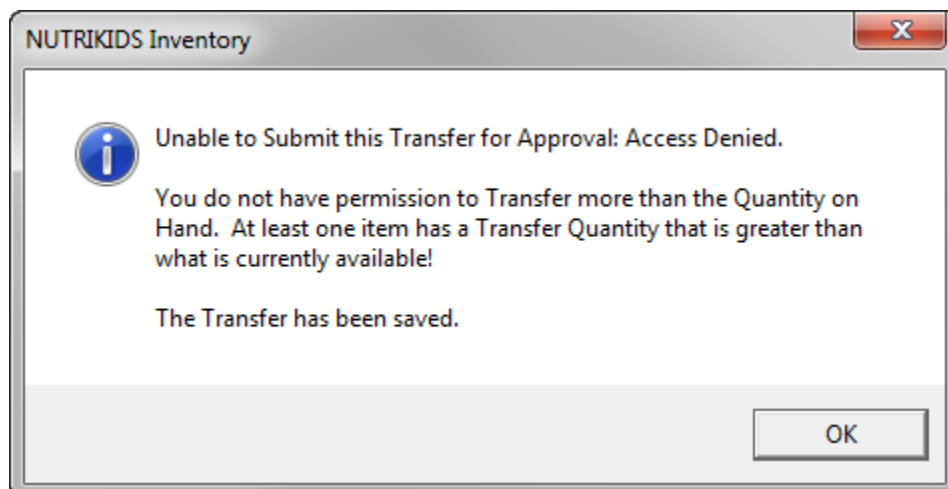 NUTRIKIDS Inventory
Unable to Submit this Transfer for Approval: Access Denied.
You do not have permission to Transfer more than the Quantity on
Hand.  At least one item has a Transfer Quantity that is greater than
what is currently available!
The Transfer has been saved.
OK